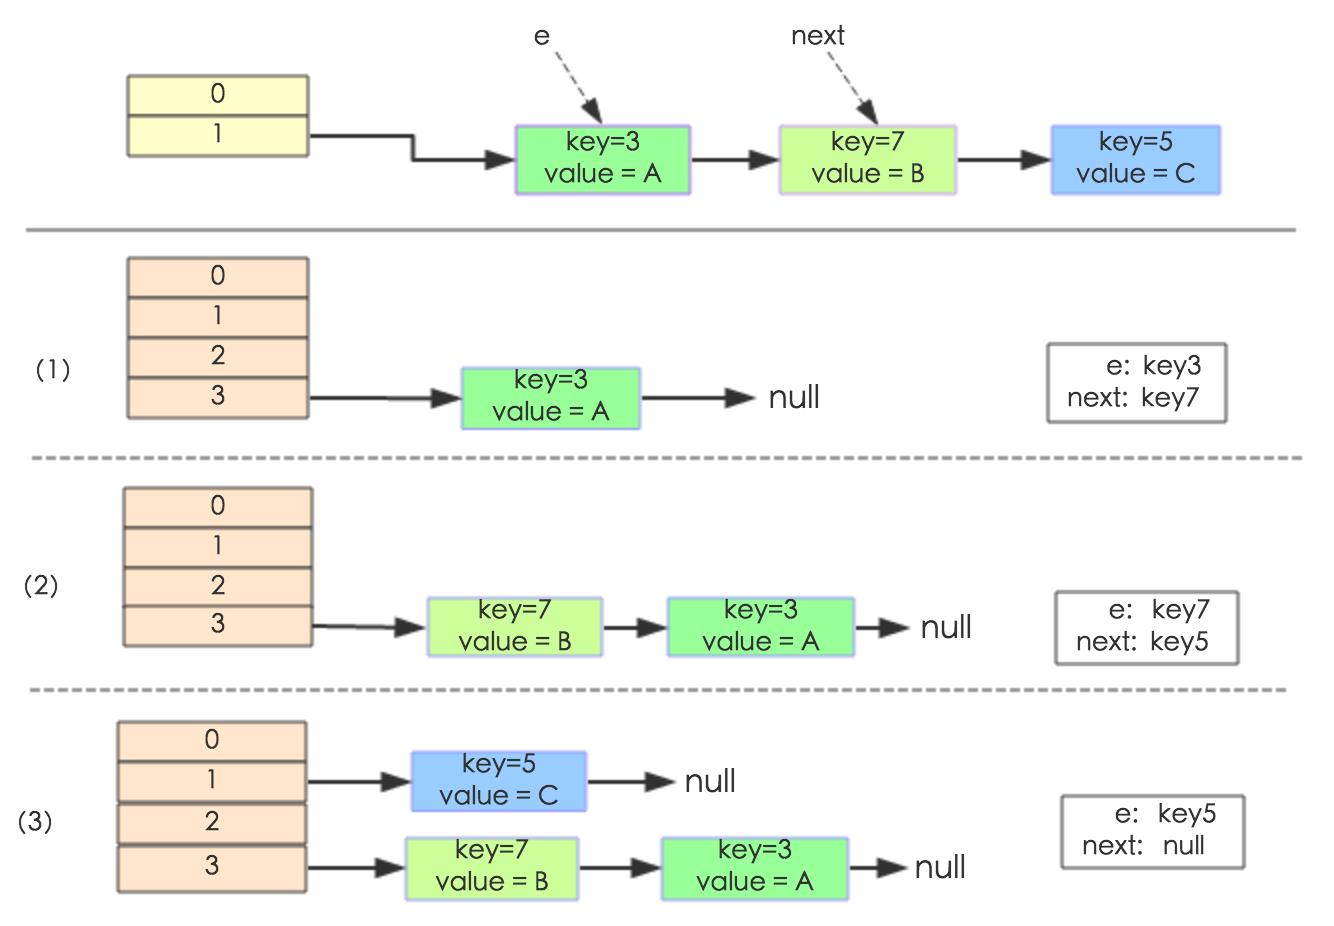 e
next
0
1
key=3
value = A
key=7
value = B
key=5
value = C
(1)
0
1
2
3
key=3
value = A
null
e: key3
next: key7
(2)
0
1
2
3
key=7
value = B
key=3
value = A
null
e: key7
next: key5
(3)
0
1
2
3
key=5
value = C
null
key=7
value = B
key=3
value = A
null
e: key5
next: null